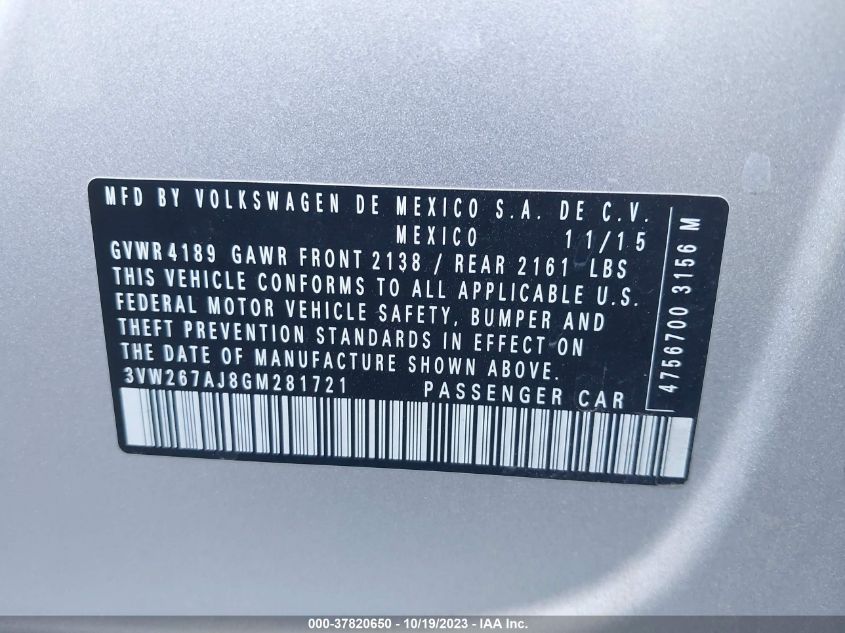 MFD BY VOLKSWAGEN DE MEXICO S.A. DE C.V.
MEXICO 11/15
GVWR 4189 GAWR FRONT 2138 / REAR 2161 LBS
THIS VEHICLE CONFORMS TO ALL APPLICABLE U.S.
FEDERAL MOTOR VEHICLE SAFETY, BUMPER AND
THEFT PREVENTION STANDARDS IN EFFECT ON
THE DATE OF MANUFACTURE SHOWN ABOVE.
3VW267AJ8GM281721 PASSENGER CAR
4756700 3156 M
000-37820650 - 10/19/2023 - IAA Inc.